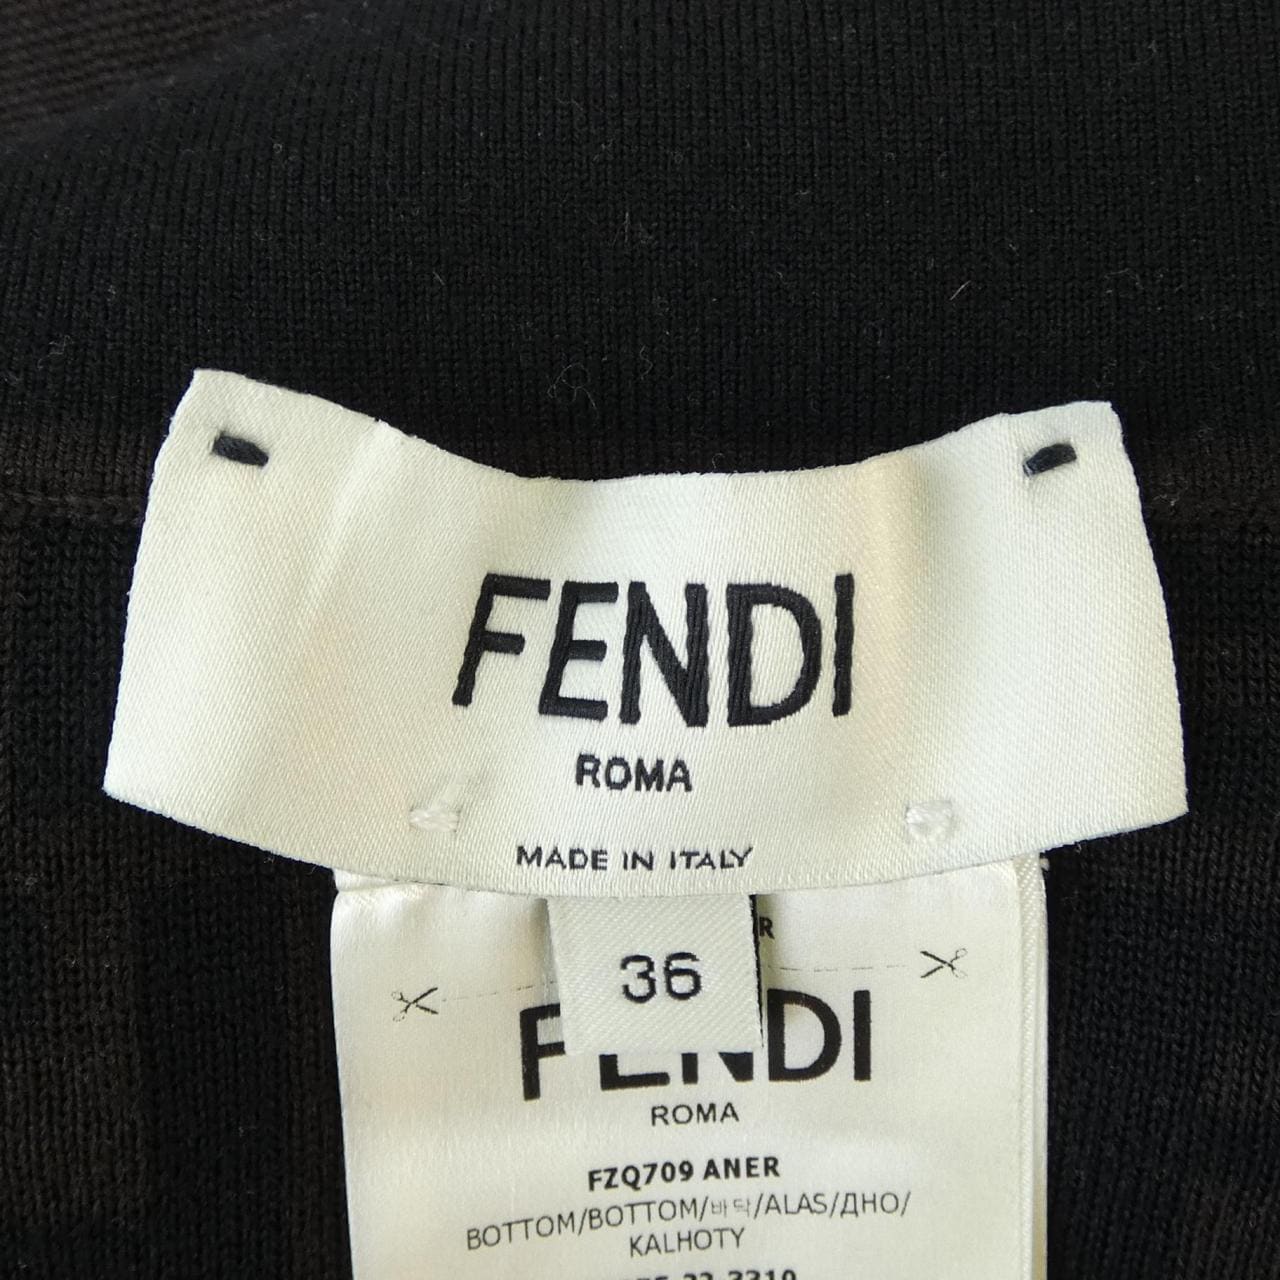 FENDI
ROMA
MADE IN ITALY
36
FENDI
ROMA
FZQ709 ANER
BOTTOM/BOTTOM/바닥/ALAS/ДНО/
KALHOTY